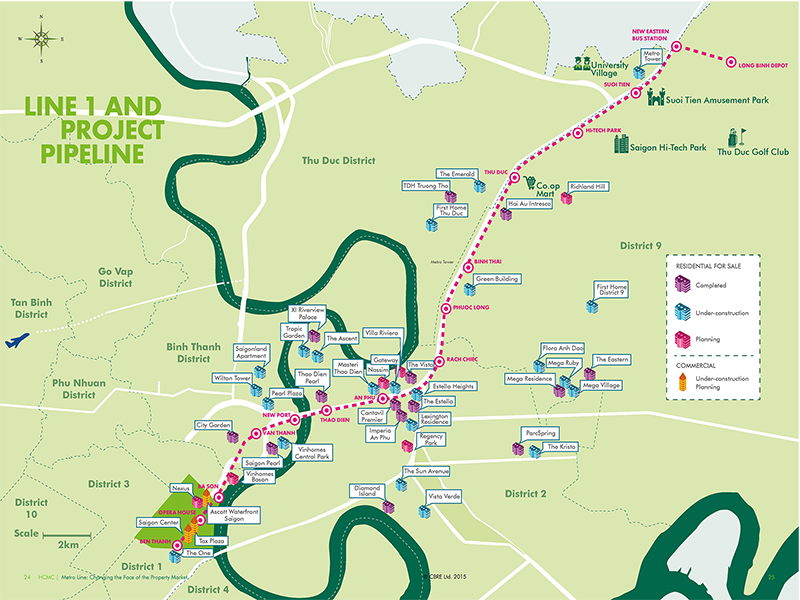 N
W
E
S
LINE 1 AND
PROJECT
PIPELINE
NEW EASTERN
BUS STATION
Metro
Tower
LONG BINH DEPOT
University
Village
SUOI TIEN
Suoi Tien Amusement Park
HI-TECH PARK
Saigon Hi-Tech Park
Thu Duc Golf Club
Thu Duc District
The Emerald
THU DUC
TDH Truong Tho
Co.op
Mart
Richland Hill
First Home
Thu Duc
Hai Au Intresco
District 9
Metro Tower
BINH THAI
Green Building
First Home
District 9
RESIDENTIAL FOR SALE
Completed
Under-construction
Planning
COMMERCIAL
Under-construction
Planning
Go Vap
District
Tan Binh
District
Binh Thanh
District
Phu Nhuan
District
PHUOC LONG
XI Riverview
Palace
Tropic
Garden
The Ascent
Villa Riviera
Saigonland
Apartment
Wilton Tower
Thao Dien
Pearl
Masteri
Thao Dien
Gateway
Nassim
The Vista
RACH CHIEC
Flora Anh Dao
Mega Ruby
The Eastern
Mega Residence
Mega Village
Pearl Plaza
AN PHU
Estella Heights
The Estella
NEW PORT
THAO DIEN
Cantavil
Premier
Lexington
Residence
City Garden
VAN THANH
Imperia
An Phu
Regency
Park
Saigon Pearl
Vinhomes
Central Park
ParcSpring
The Krista
Vinhomes
Bason
The Sun Avenue
District 3
District
10
Nexus
BA SON
Diamond
Island
Vista Verde
District 2
OPERA HOUSE
Ascott Waterfront
Saigon
Saigon Center
Scale
2km
BEN THANH
Tax Plaza
The One
District 1
District 4
24 HCMC | Metro Line: Changing the Face of the Property Market
© CBRE Ltd. 2015
25